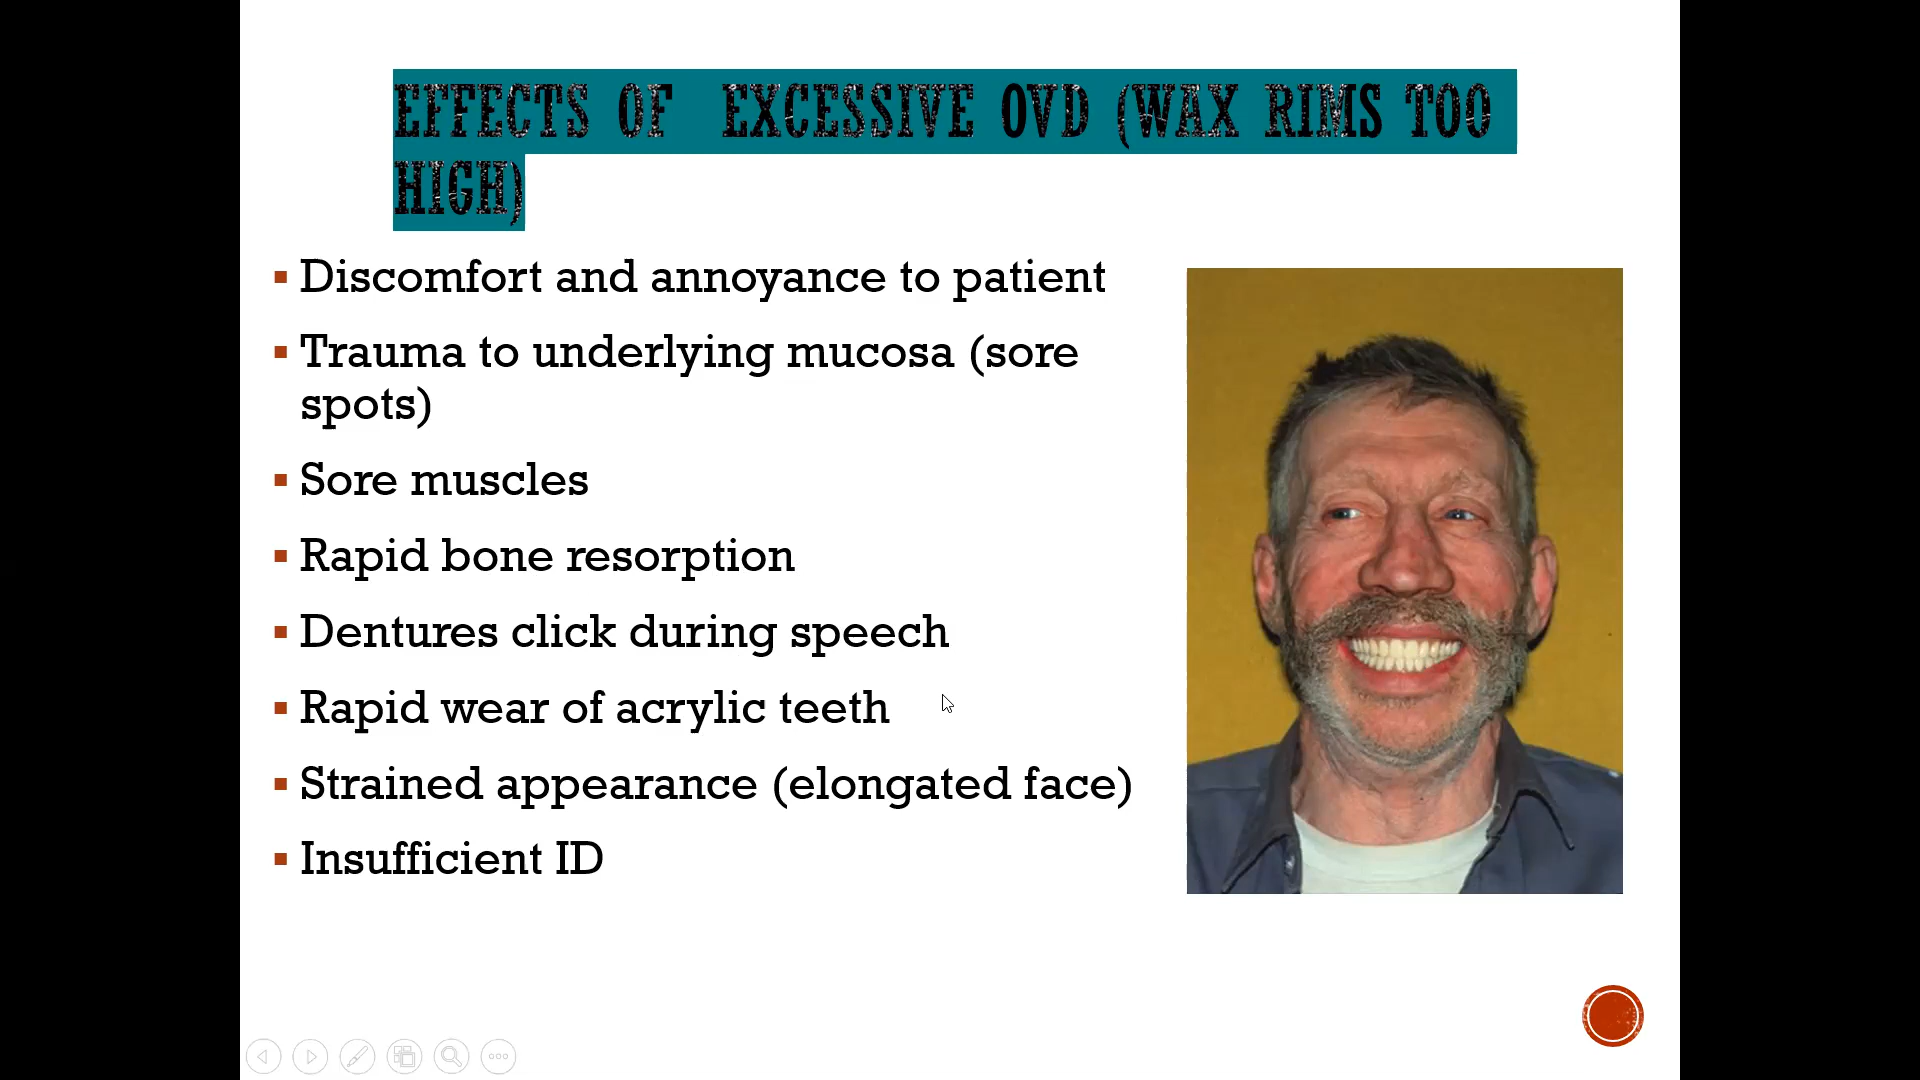 EFFECTS OF EXCESSIVE OVD (WAX RIMS TOO
HIGH)
Discomfort and annoyance to patient
Trauma to underlying mucosa (sore
spots)
Sore muscles
Rapid bone resorption
Dentures click during speech
Rapid wear of acrylic teeth
Strained appearance (elongated face)
Insufficient ID